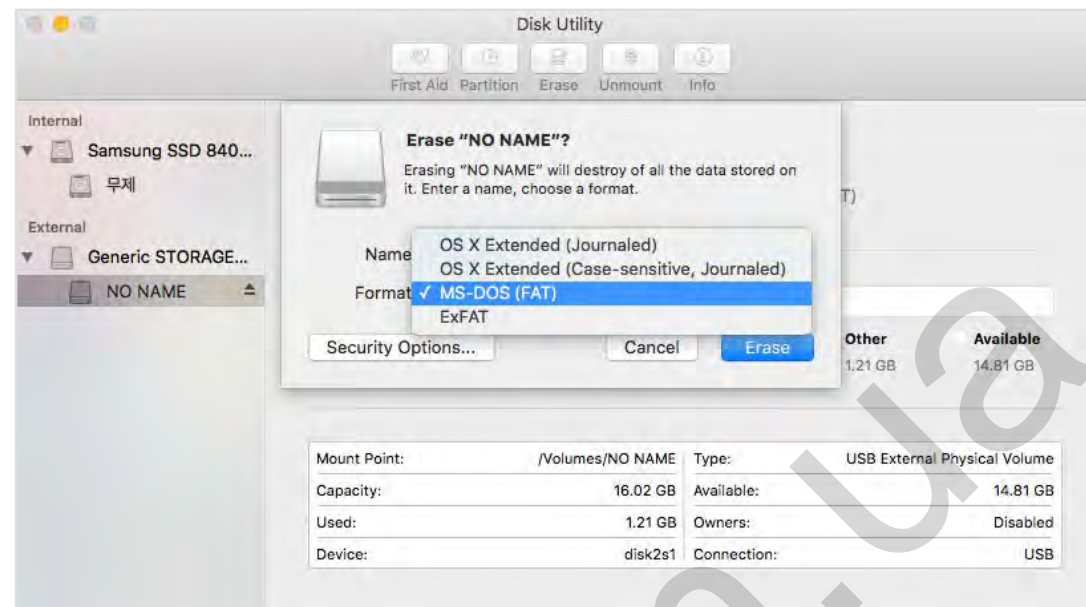 Disk Utility
First Aid Partition Erase Unmount Info
Internal
Samsung SSD 840...
무제
External
Generic STORAGE...
NO NAME
Erase "NO NAME"?
Erasing "NO NAME" will destroy of all the data stored on
it. Enter a name, choose a format.
T)
Name
OS X Extended (Journaled)
OS X Extended (Case-sensitive, Journaled)
Format ✓ MS-DOS (FAT)
ExFAT
Security Options... Cancel Erase
Other Available
1.21 GB 14.81 GB
Mount Point: /Volumes/NO NAME Type: USB External Physical Volume
Capacity: 16.02 GB Available: 14.81 GB
Used: 1.21 GB Owners: Disabled
Device: disk2s1 Connection: USB
.ua